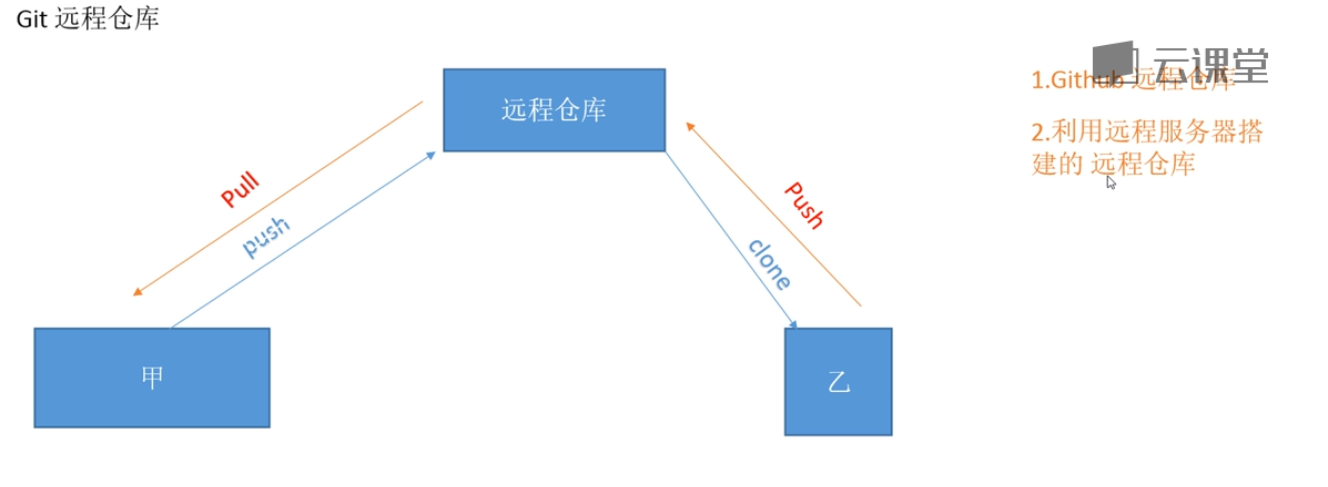 Git 远程仓库
云课堂
远程仓库
1.Github 远程仓库
2.利用远程服务器搭
建的 远程仓库
Pull
push
Push
clone
甲
乙